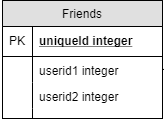 Friends
PK uniqueId integer
userid1 integer
userid2 integer